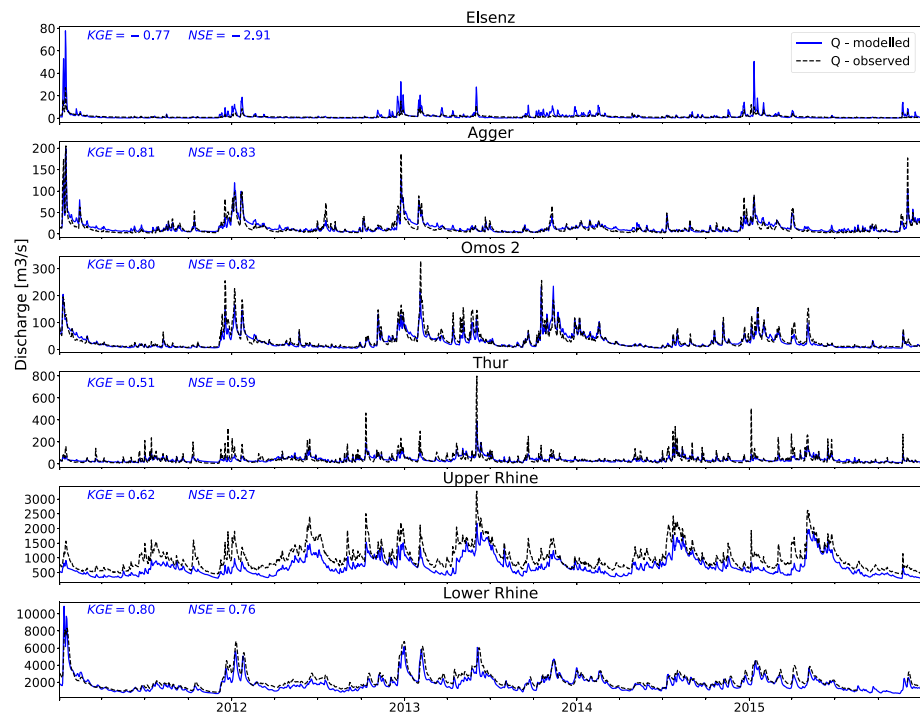 Elsenz
KGE = −0.77 NSE = −2.91
Q - modelled
Q - observed
80
60
40
20
0
Agger
KGE = 0.81 NSE = 0.83
200
150
100
50
0
Omos 2
KGE = 0.80 NSE = 0.82
300
200
100
0
Discharge [m3/s]
Thur
KGE = 0.51 NSE = 0.59
800
600
400
200
0
Upper Rhine
KGE = 0.62 NSE = 0.27
3000
2500
2000
1500
1000
500
Lower Rhine
KGE = 0.80 NSE = 0.76
10000
8000
6000
4000
2000
2012 2013 2014 2015